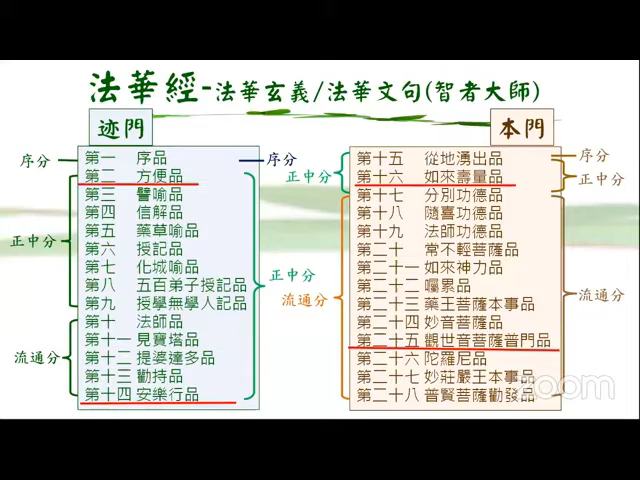 法華經-法華玄義/法華文句(智者大師)
迹門
本門
序分
第一 序品
序分
第二 方便品
第三 譬喻品
第四 信解品
第五 藥草喻品
第六 授記品
第七 化城喻品
第八 五百弟子授記品
第九 授學無學人記品
第十 法師品
第十一 見寶塔品
第十二 提婆達多品
第十三 勸持品
第十四 安樂行品
正中分
流通分
正中分
正中分
流通分
第十五 從地湧出品
第十六 如來壽量品
第十七 分別功德品
第十八 隨喜功德品
第十九 法師功德品
第二十 常不輕菩薩品
第二十一 如來神力品
第二十二 囑累品
第二十三 藥王菩薩本事品
第二十四 妙音菩薩品
第二十五 觀世音菩薩普門品
第二十六 陀羅尼品
第二十七 妙莊嚴王本事品
第二十八 普賢菩薩勸發品
序分
正中分
流通分
zoom